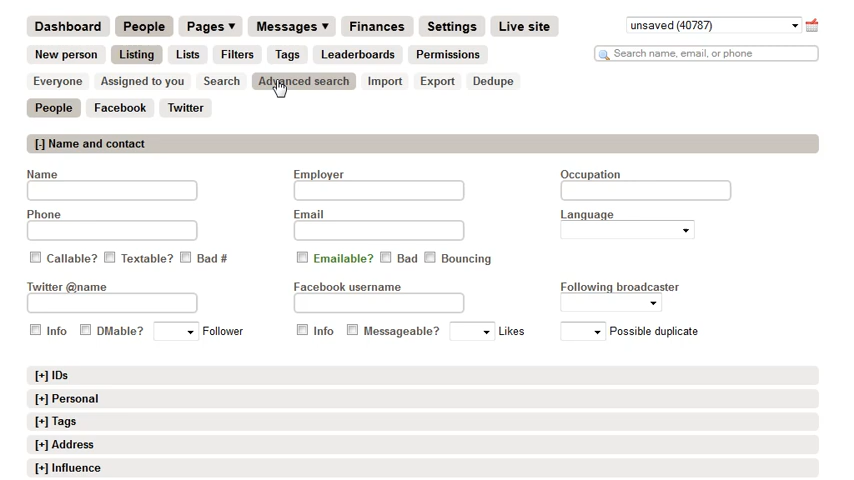 Dashboard People Pages ▼ Messages ▼ Finances Settings Live site unsaved (40787)
New person Listing Lists Filters Tags Leaderboards Permissions Search name, email, or phone
Everyone Assigned to you Search Advanced search Import Export Dedupe
People Facebook Twitter
[-] Name and contact
Name Employer Occupation
Phone Email Language
Callable? Textable? Bad # Emailable? Bad Bouncing
Twitter @name Facebook username Following broadcaster
Info DMable? Follower Info Messageable? Likes Possible duplicate
[+] IDs
[+] Personal
[+] Tags
[+] Address
[+] Influence